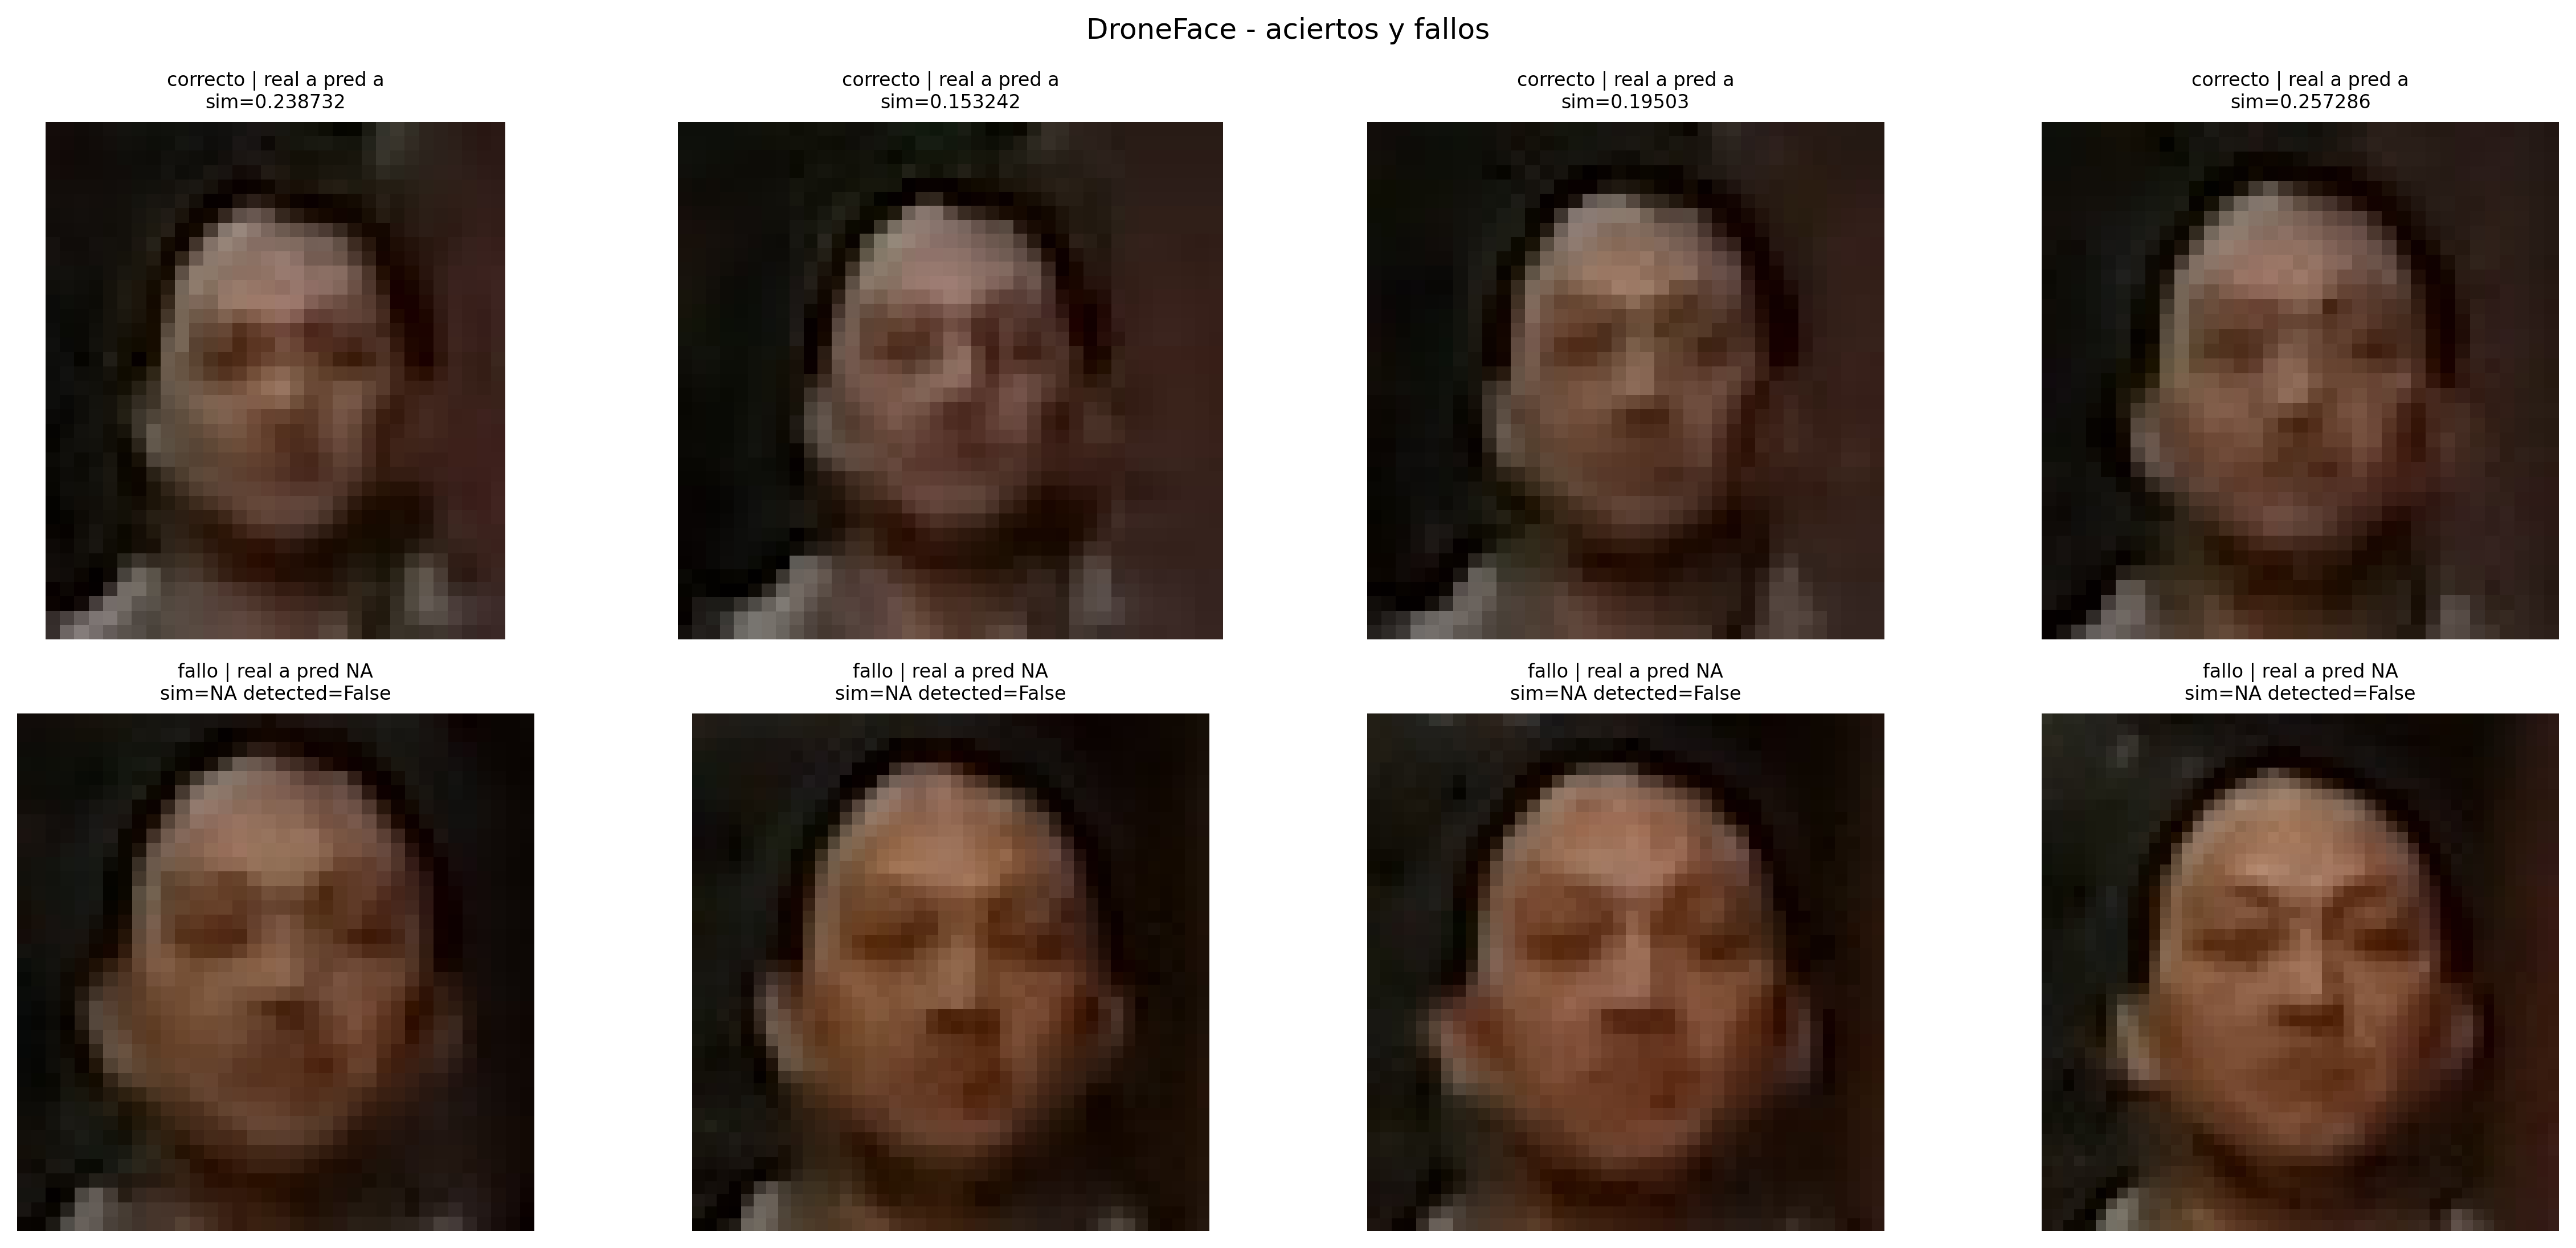 DroneFace - aciertos y fallos
correcto | real a pred a
sim=0.238732
correcto | real a pred a
sim=0.153242
correcto | real a pred a
sim=0.19503
correcto | real a pred a
sim=0.257286
fallo | real a pred NA
sim=NA detected=False
fallo | real a pred NA
sim=NA detected=False
fallo | real a pred NA
sim=NA detected=False
fallo | real a pred NA
sim=NA detected=False